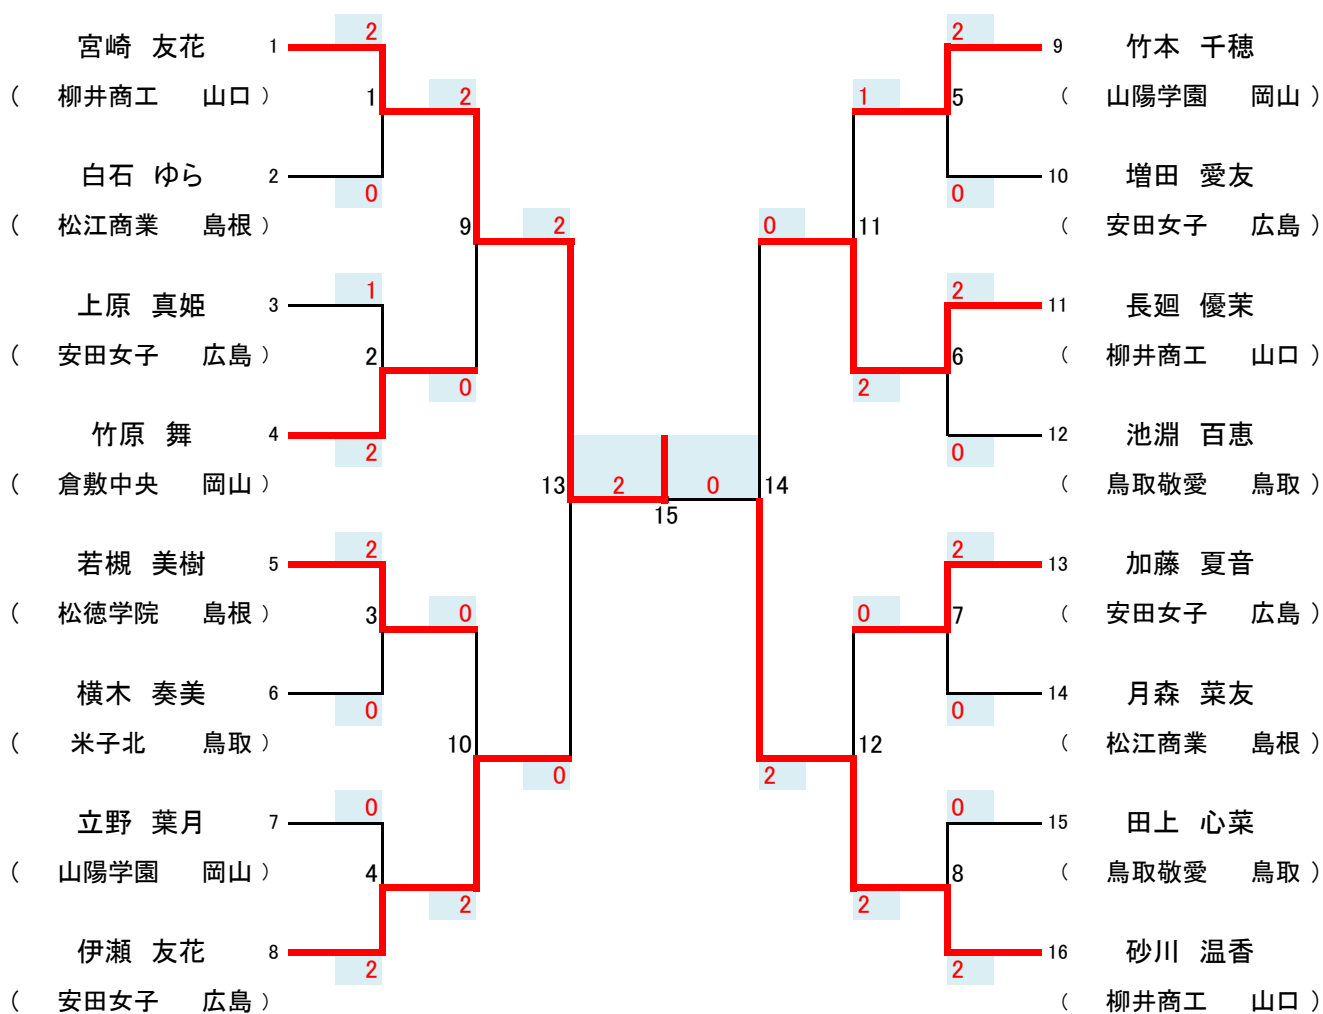 2
宮崎 友花 1
( 柳井商工 山口 ) 1
2
白石 ゆら 2
0
( 松江商業 島根 ) 9
2
上原 真姫 3
1
( 安田女子 広島 ) 2
0
竹原 舞 4
2
( 倉敷中央 岡山 ) 13
2 0
15
若槻 美樹 5
2
( 松徳学院 島根 ) 3
0
横木 奏美 6
0
( 米子北 鳥取 ) 10
0
立野 葉月 7
0
( 山陽学園 岡山 ) 4
2
伊瀬 友花 8
2
( 安田女子 広島 )
2
9 竹本 千穂
1
5 ( 山陽学園 岡山 )
10 増田 愛友
0
0
11 ( 安田女子 広島 )
2
11 長廻 優茉
6 ( 柳井商工 山口 )
2
12 池淵 百恵
0
14 ( 鳥取敬愛 鳥取 )
2
13 加藤 夏音
0
7 ( 安田女子 広島 )
14 月森 菜友
0
12 ( 松江商業 島根 )
2
0
15 田上 心菜
8 ( 鳥取敬愛 鳥取 )
2
16 砂川 温香
2
( 柳井商工 山口 )